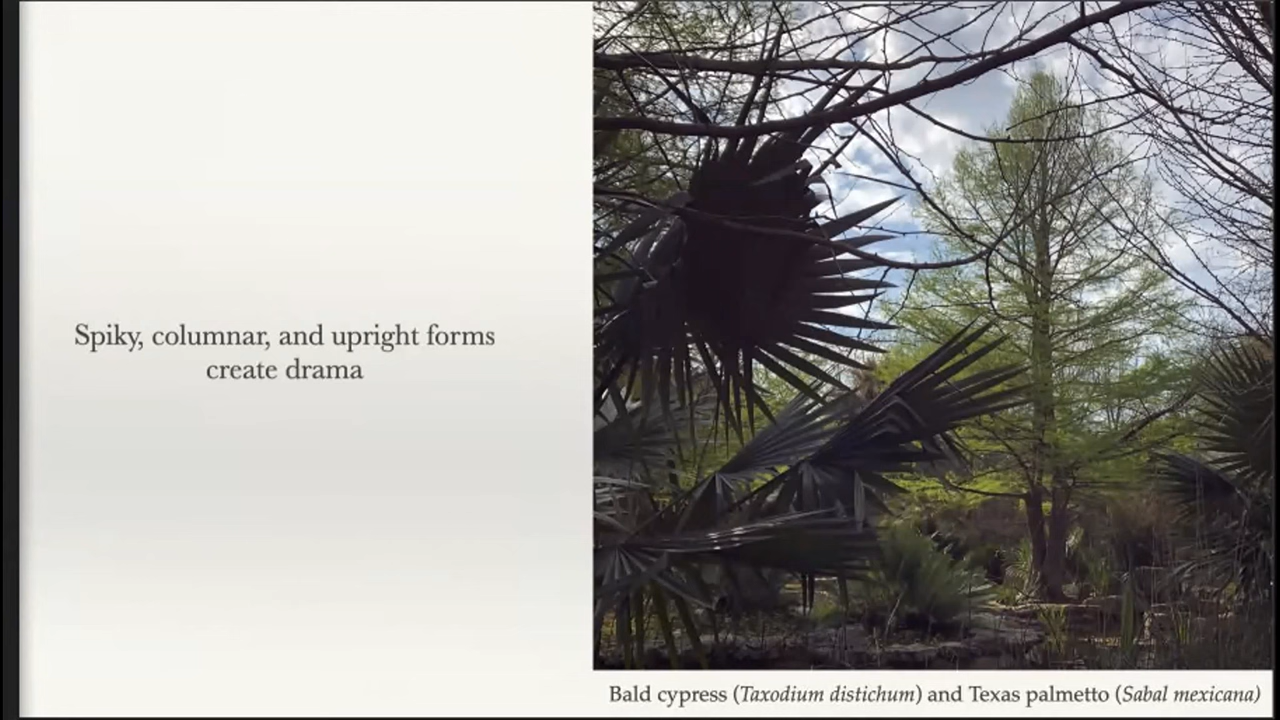 Spiky, columnar, and upright forms
create drama
Bald cypress (Taxodium distichum) and Texas palmetto (Sabal mexicana)